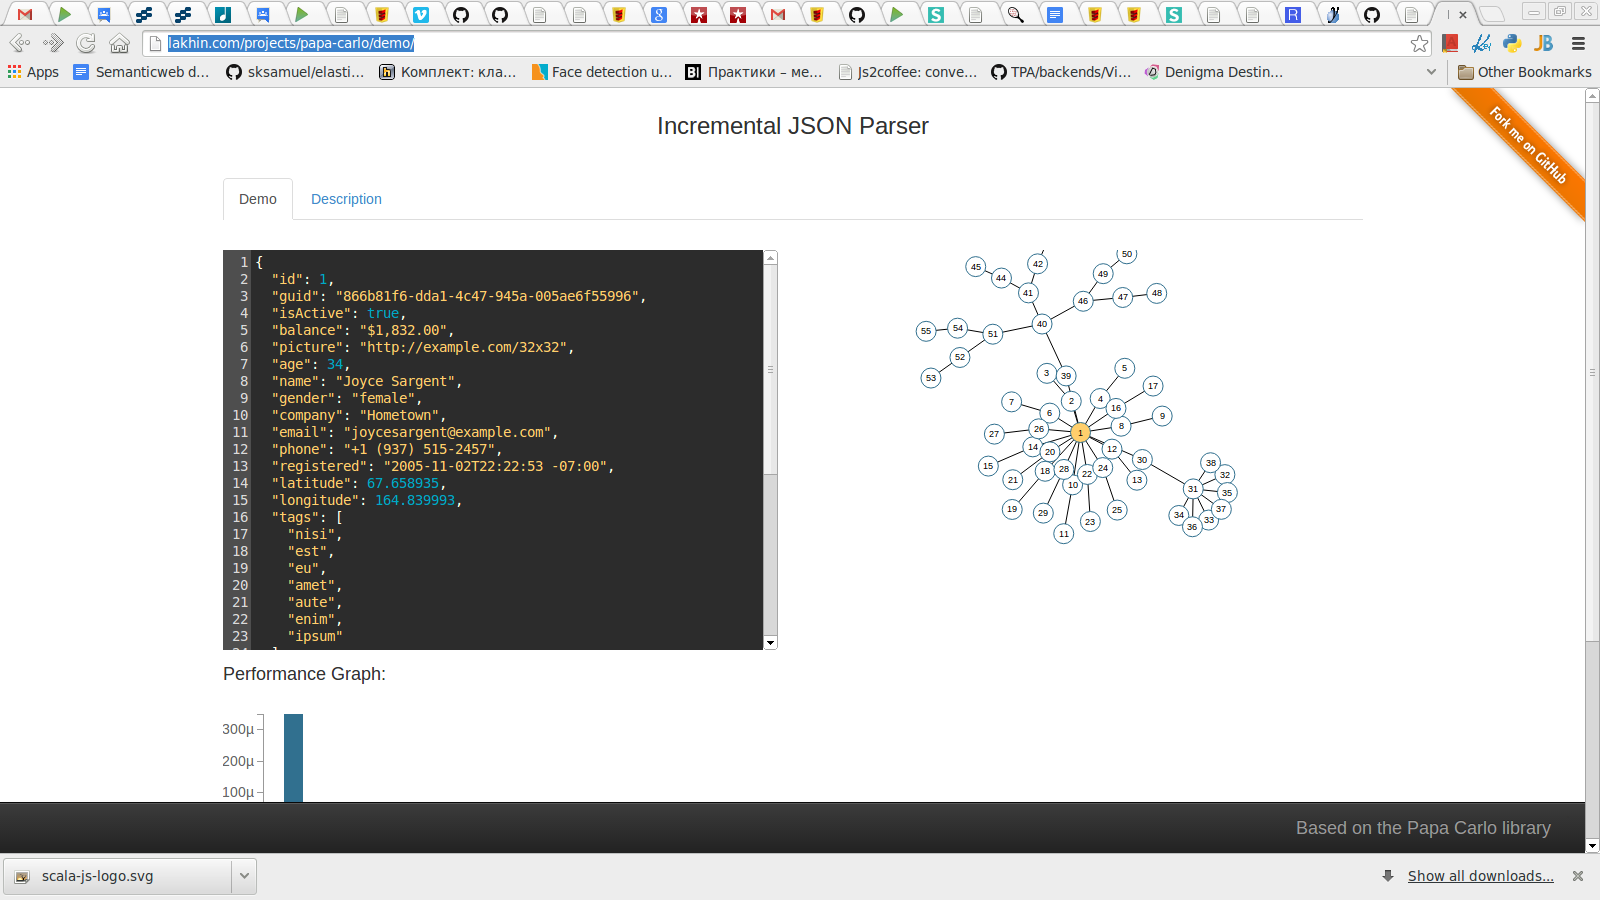 lakhin.com/projects/papa-carlo/demo/
Apps
Semanticweb d...
sksamuel/elasti...
Комплект: кла...
Face detection u...
Практики – ме...
Js2coffee: conve...
TPA/backends/Vi...
Denigma Destin...
Other Bookmarks
Incremental JSON Parser
Fork me on GitHub
Demo
Description
1 {
2 "id": 1,
3 "guid": "866b81f6-dda1-4c47-945a-005ae6f55996",
4 "isActive": true,
5 "balance": "$1,832.00",
6 "picture": "http://example.com/32x32",
7 "age": 34,
8 "name": "Joyce Sargent",
9 "gender": "female",
10 "company": "Hometown",
11 "email": "joycesargent@example.com",
12 "phone": "+1 (937) 515-2457",
13 "registered": "2005-11-02T22:22:53 -07:00",
14 "latitude": 67.658935,
15 "longitude": 164.839993,
16 "tags": [
17 "nisi",
18 "est",
19 "eu",
20 "amet",
21 "aute",
22 "enim",
23 "ipsum"
50
45
42
44
49
41
46
47
48
40
55
54
51
52
53
3
39
5
17
7
2
4
16
6
9
27
26
1
8
14
20
12
15
18
28
22
24
30
21
10
13
38
32
31
35
19
29
11
23
25
34
36
33
37
Performance Graph:
300µ
200µ
100µ
Based on the Papa Carlo library
scala-js-logo.svg
Show all downloads...